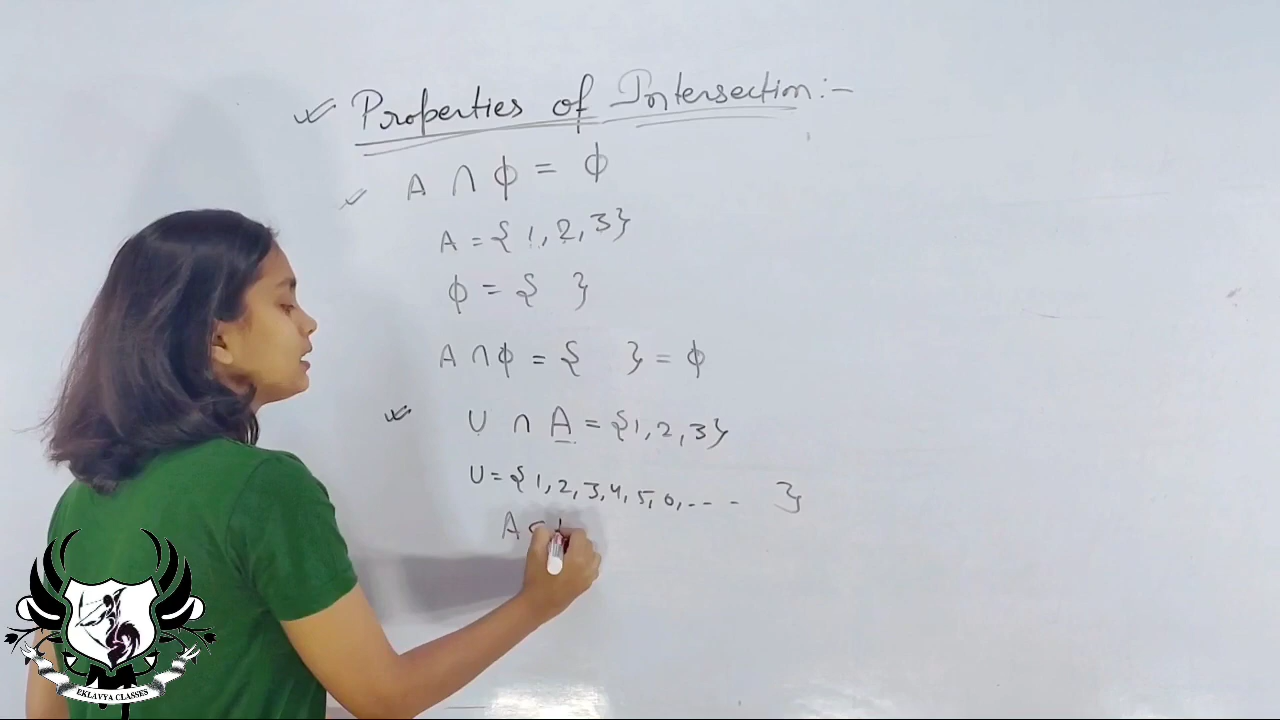 Properties of Intersection:-
A ∩ ϕ = ϕ
A = {1, 2, 3}
ϕ = { }
A ∩ ϕ = { } = ϕ
U ∩ A = {1, 2, 3}
U = {1, 2, 3, 4, 5, 6, --- }
A
EKLAVYA CLASSES